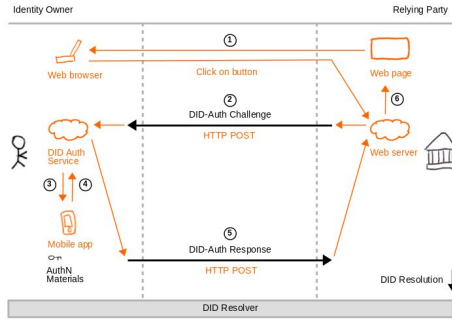 Identity Owner
Relying Party
1
Web browser
Click on button
Web page
2
6
DID-Auth Challenge
HTTP POST
DID Auth
Service
Web server
3
4
5
Mobile app
DID-Auth Response
AuthN
Materials
HTTP POST
DID Resolution
DID Resolver